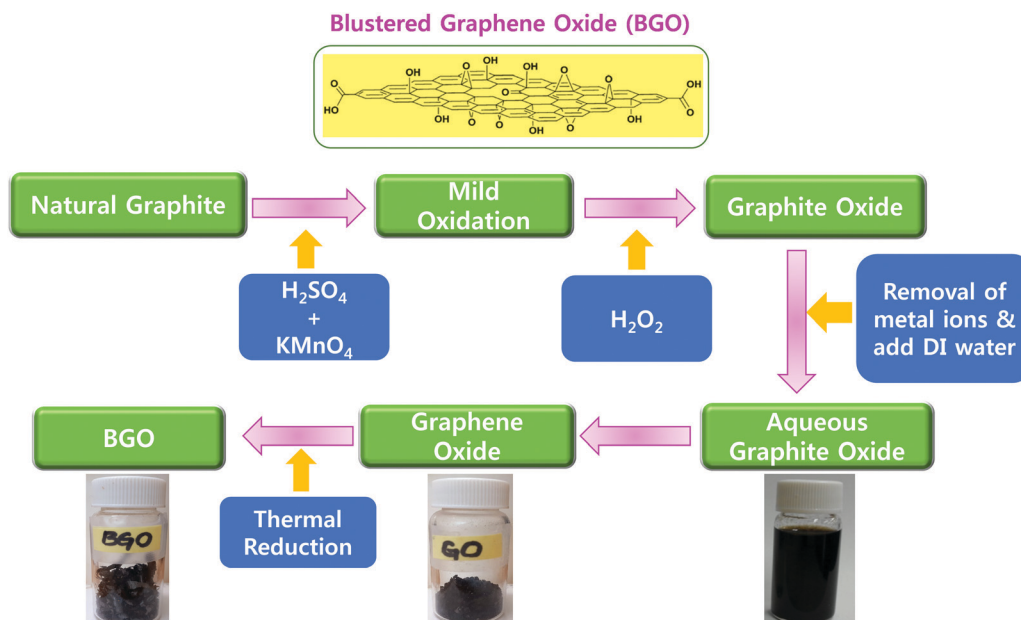 Blustered Graphene Oxide (BGO)
OH
O
OH
OH
O
O
OH
O
O
OH
HO
O
OH
O
O
OH
O
OH
O
Natural Graphite
Mild
Oxidation
Graphite Oxide
H₂SO₄
+
KMnO₄
H₂O₂
Removal of
metal ions &
add DI water
BGO
Graphene
Oxide
Aqueous
Graphite Oxide
Thermal
Reduction
BGO
GO